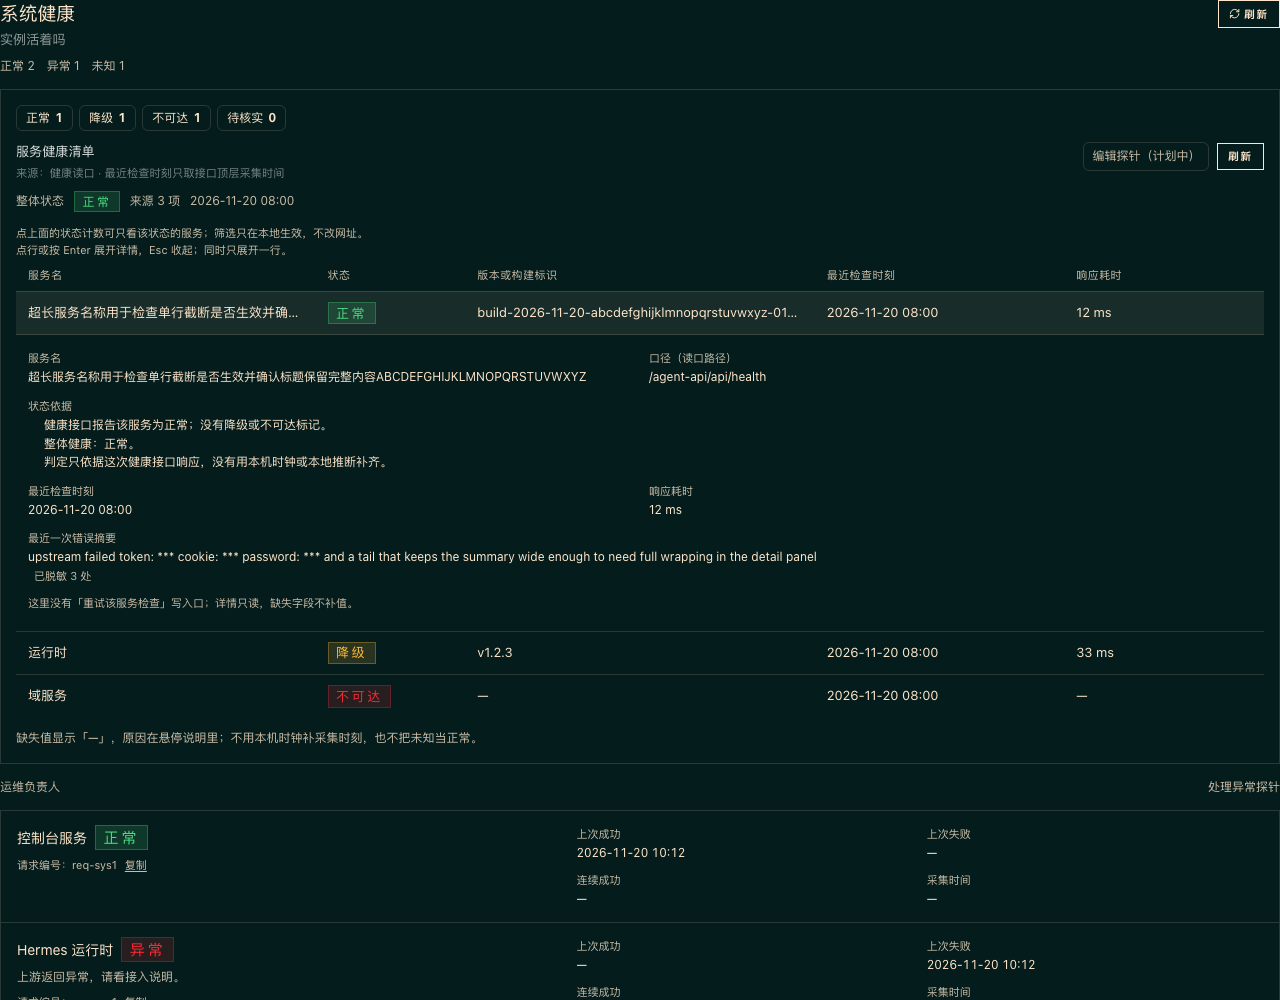 系统健康
刷新
实例活着吗
正常 2 异常 1 未知 1
正常 1 降级 1 不可达 1 待核实 0
服务健康清单
编辑探针（计划中） 刷新
来源：健康读口 · 最近检查时刻只取接口顶层采集时间
整体状态 正常 来源 3 项 2026-11-20 08:00
点上面的状态计数可只看该状态的服务；筛选只在本地生效，不改网址。
点行或按 Enter 展开详情，Esc 收起；同时只展开一行。
服务名 状态 版本或构建标识 最近检查时刻 响应耗时
超长服务名称用于检查单行截断是否生效并确... 正常 build-2026-11-20-abcdefghijklmnopqrstuvwxyz-01... 2026-11-20 08:00 12 ms
服务名 口径（读口路径）
超长服务名称用于检查单行截断是否生效并确认标题保留完整内容ABCDEFGHIJKLMNOPQRSTUVWXYZ /agent-api/api/health
状态依据
健康接口报告该服务为正常；没有降级或不可达标记。
整体健康：正常。
判定只依据这次健康接口响应，没有用本机时钟或本地推断补齐。
最近检查时刻 响应耗时
2026-11-20 08:00 12 ms
最近一次错误摘要
upstream failed token: *** cookie: *** password: *** and a tail that keeps the summary wide enough to need full wrapping in the detail panel
已脱敏 3 处
这里没有「重试该服务检查」写入口；详情只读，缺失字段不补值。
运行时 降级 v1.2.3 2026-11-20 08:00 33 ms
域服务 不可达 — 2026-11-20 08:00 —
缺失值显示「—」，原因在悬停说明里；不用本机时钟补采集时刻，也不把未知当正常。
运维负责人 处理异常探针
控制台服务 正常 上次成功 上次失败
2026-11-20 10:12 —
请求编号：req-sys1 复制
连续成功 采集时间
— —
Hermes 运行时 异常 上次成功 上次失败
— 2026-11-20 10:12
上游返回异常，请看接入说明。
连续成功 采集时间